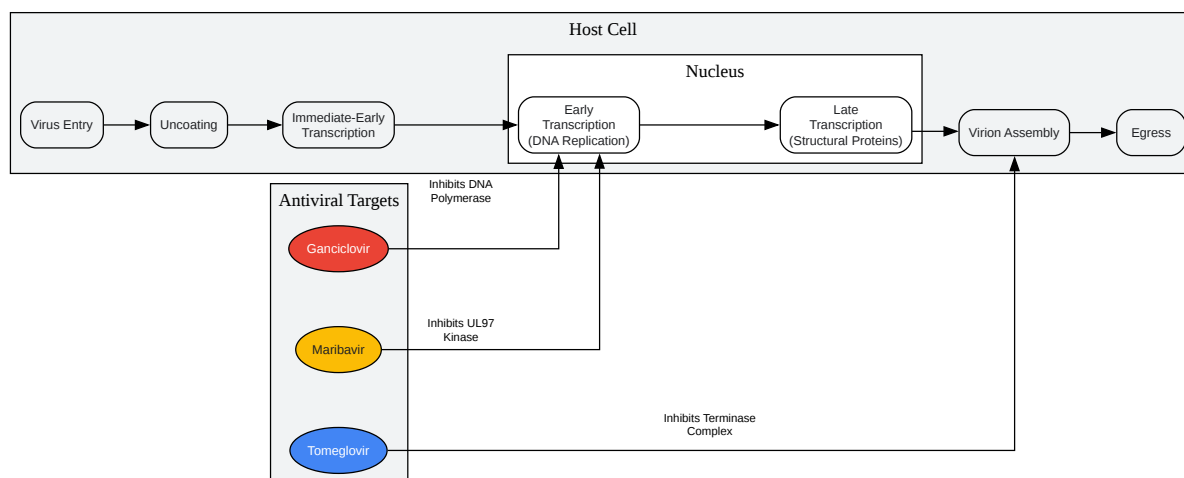 Host Cell
Nucleus
Virus Entry
Uncoating
Immediate-Early
Transcription
Early
Transcription
(DNA Replication)
Late
Transcription
(Structural Proteins)
Virion Assembly
Egress
Antiviral Targets
Inhibits DNA
Polymerase
Ganciclovir
Inhibits UL97
Kinase
Maribavir
Inhibits Terminase
Complex
Tomeglovir